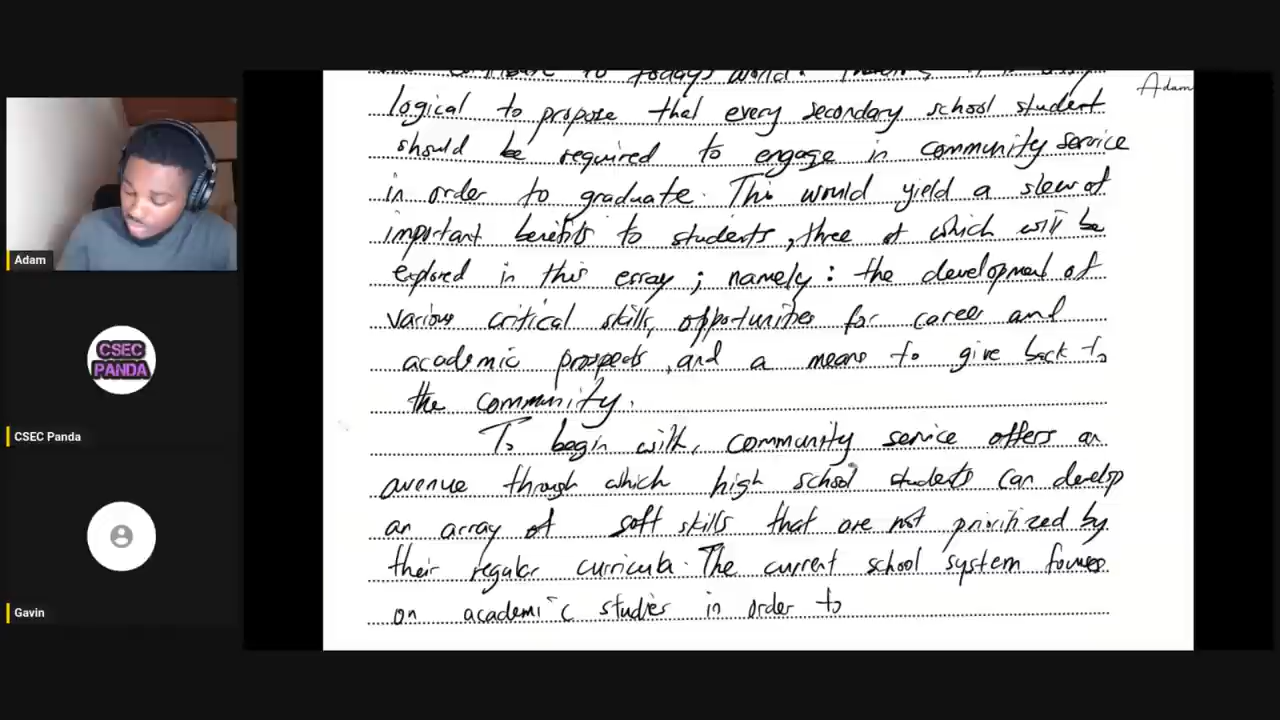 to today's world.
Adam
logical to propose that every secondary school student
should be required to engage in community service
in order to graduate. This would yield a slew of
important benefits to students, three of which will be
explored in this essay; namely: the development of
various critical skills, opportunities for career and
academic prospects, and a means to give back to
the community.
To begin with, community service offers an
avenue through which high school students can develop
an array of soft skills that are not prioritized by
their regular curricula. The current school system focuses
on academic studies in order to
Adam
CSEC
PANDA
CSEC Panda
Gavin